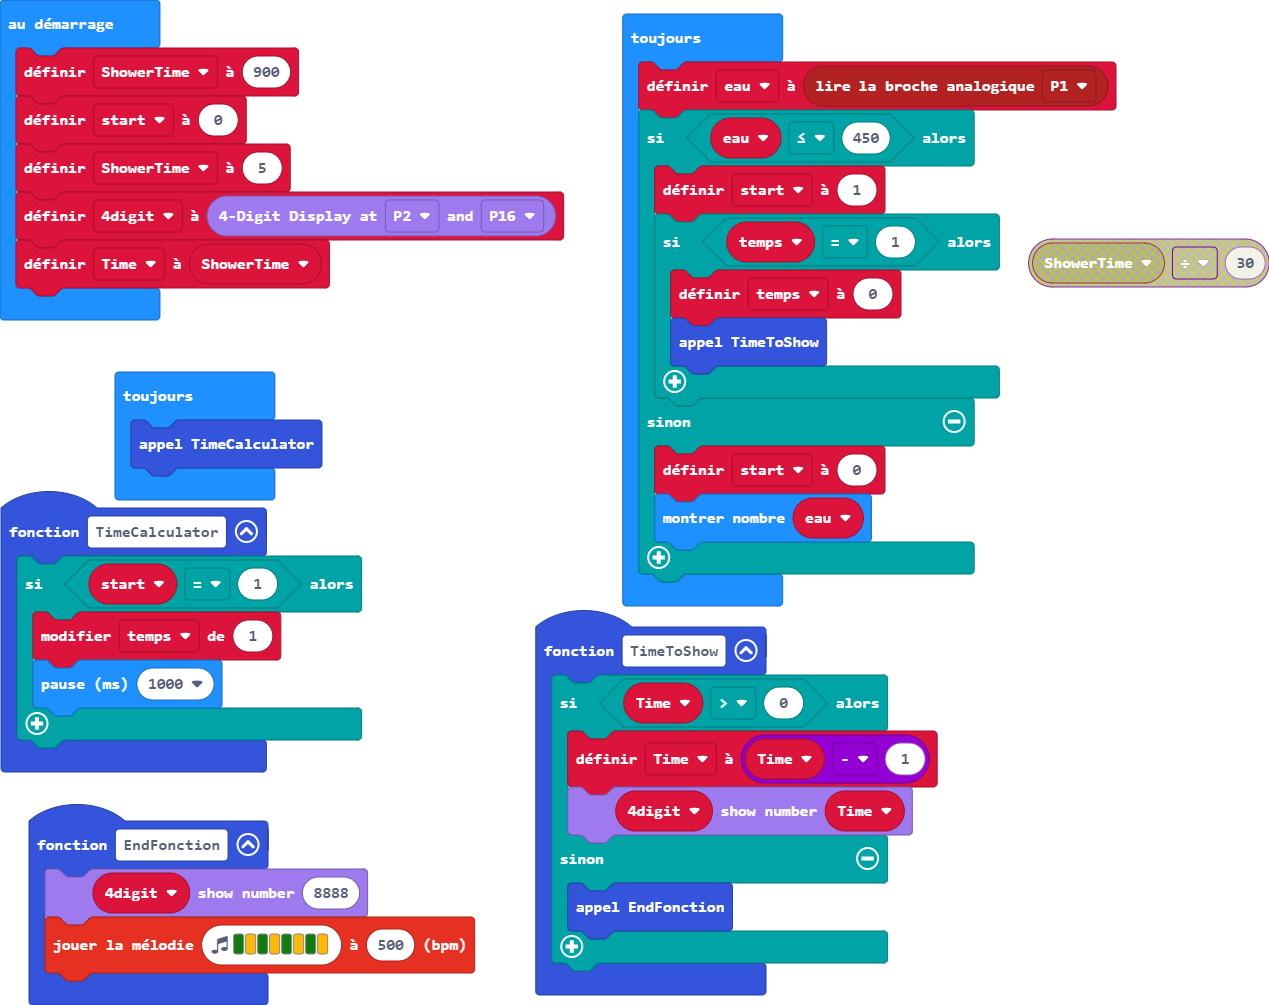 au démarrage
définir ShowerTime à 900
définir start à 0
définir ShowerTime à 5
définir 4digit à 4-Digit Display at P2 and P16
définir Time à ShowerTime
toujours
appel TimeCalculator
fonction TimeCalculator
si start = 1 alors
modifier temps de 1
pause (ms) 1000
fonction EndFonction
4digit show number 8888
jouer la mélodie à 500 (bpm)
toujours
définir eau à lire la broche analogique P1
si eau ≤ 450 alors
définir start à 1
si temps = 1 alors
définir temps à 0
appel TimeToShow
sinon
définir start à 0
montrer nombre eau
ShowerTime ÷ 30
fonction TimeToShow
si Time > 0 alors
définir Time à Time - 1
4digit show number Time
sinon
appel EndFonction